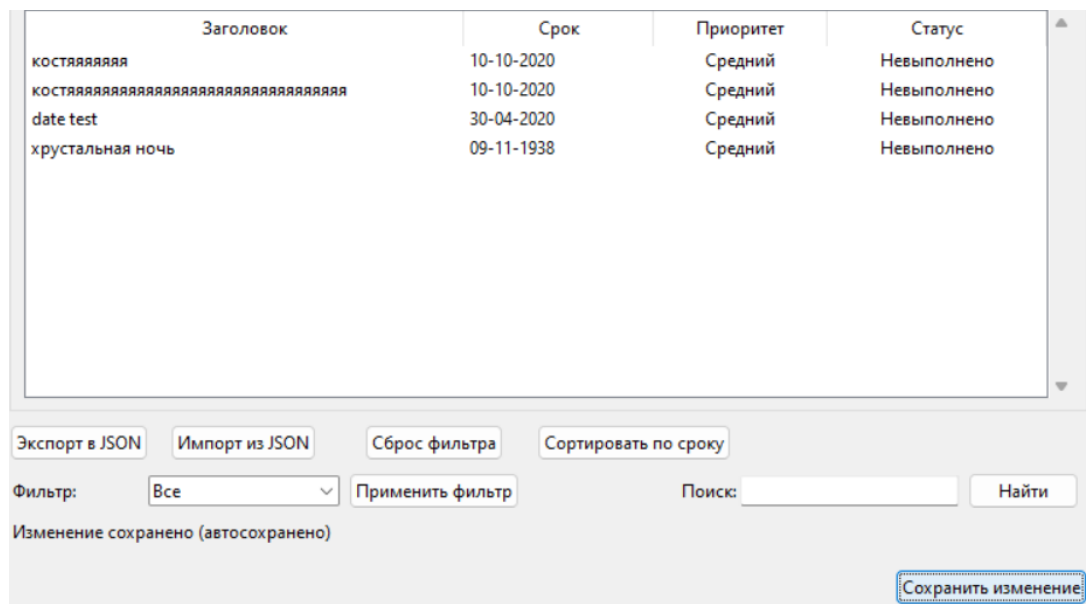 Заголовок Срок Приоритет Статус
костяяяяяяя 10-10-2020 Средний Невыполнено
костяяяяяяяяяяяяяяяяяяяяяяяяяяяяяяяяя 10-10-2020 Средний Невыполнено
date test 30-04-2020 Средний Невыполнено
хрустальная ночь 09-11-1938 Средний Невыполнено
Экспорт в JSON Импорт из JSON Сброс фильтра Сортировать по сроку
Фильтр: Все Применить фильтр Поиск: Найти
Изменение сохранено (автосохранено)
Сохранить изменение